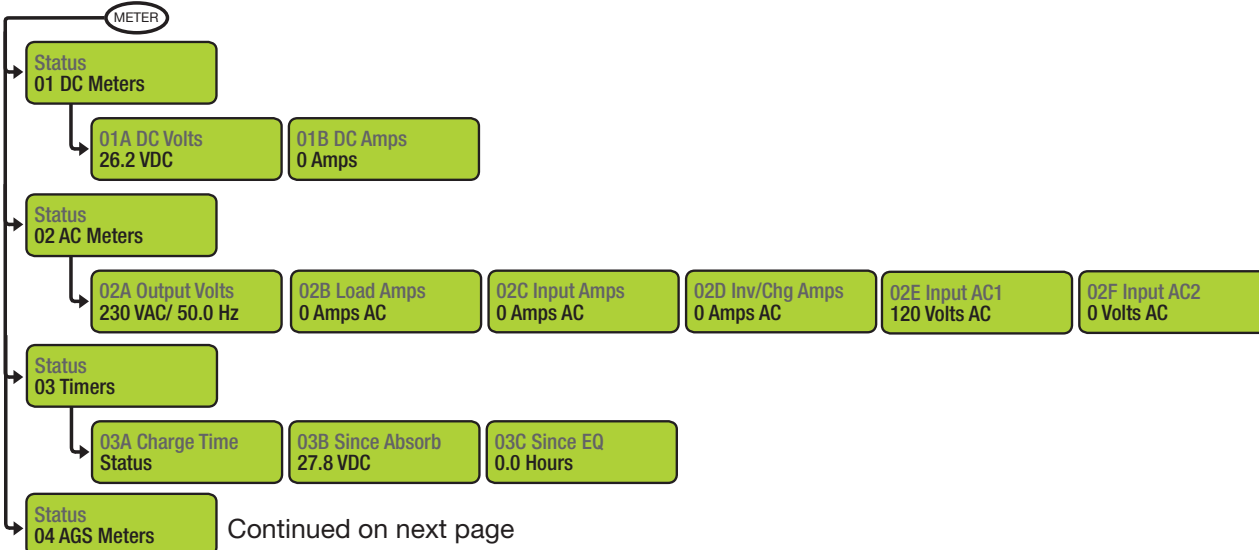 METER
Status
01 DC Meters
01A DC Volts
26.2 VDC
01B DC Amps
0 Amps
Status
02 AC Meters
02A Output Volts
230 VAC/ 50.0 Hz
02B Load Amps
0 Amps AC
02C Input Amps
0 Amps AC
02D Inv/Chg Amps
0 Amps AC
02E Input AC1
120 Volts AC
02F Input AC2
0 Volts AC
Status
03 Timers
03A Charge Time
Status
03B Since Absorb
27.8 VDC
03C Since EQ
0.0 Hours
Status
04 AGS Meters
Continued on next page